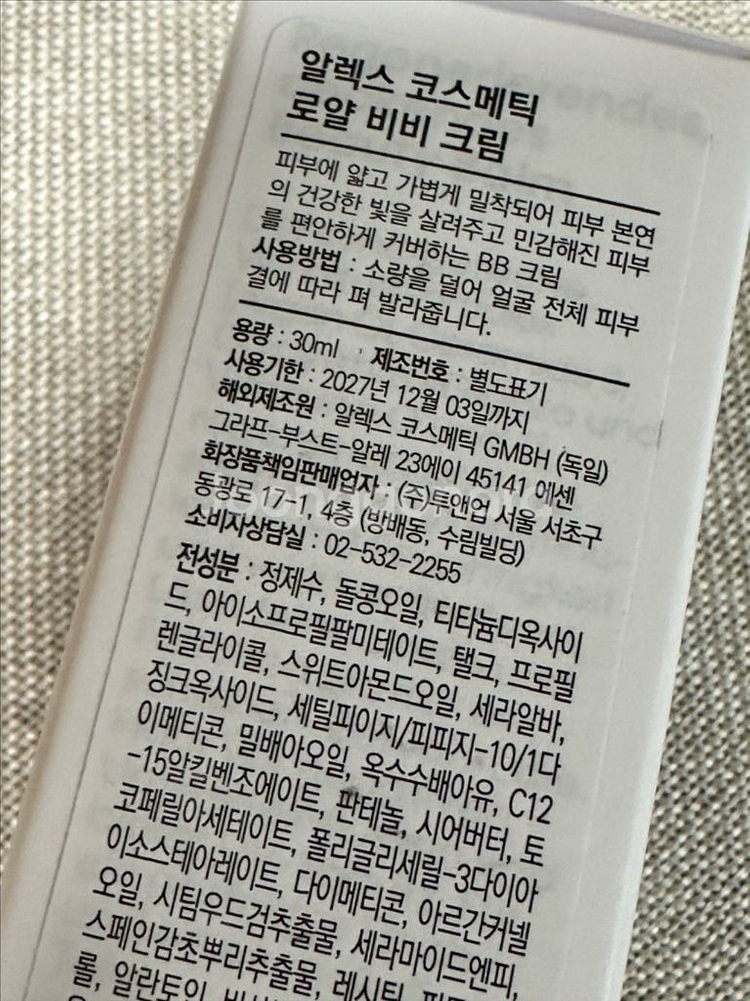 알렉스 코스메틱
로얄 비비 크림
피부에 얇고 가볍게 밀착되어 피부 본연
의 건강한 빛을 살려주고 민감해진 피부
를 편안하게 커버하는 BB 크림
사용방법 : 소량을 덜어 얼굴 전체 피부
결에 따라 펴 발라줍니다.
용량 : 30ml 제조번호 : 별도표기
사용기한 : 2027년 12월 03일까지
해외제조원 : 알렉스 코스메틱 GMBH (독일)
그라프-부스트-알레 23에이 45141 에센
화장품책임판매업자 : (주)투앤업 서울 서초구
동광로 17-1, 4층 (방배동, 수림빌딩)
소비자상담실 : 02-532-2255
전성분 : 정제수, 돌콩오일, 티타늄디옥사이
드, 아이소프로필팔미테이트, 탤크, 프로필
렌글라이콜, 스위트아몬드오일, 세라알바,
징크옥사이드, 세틸피이지/피피지-10/1다
이메티콘, 밀배아오일, 옥수수배아유, C12
-15알킬벤조에이트, 판테놀, 시어버터, 토
코페릴아세테이트, 폴리글리세릴-3다이아
이소스테아레이트, 다이메티콘, 아르간커넬
오일, 시팀우드검추출물, 세라마이드엔피,
스페인감초뿌리추출물, 레시틴,
롤, 알란토인,